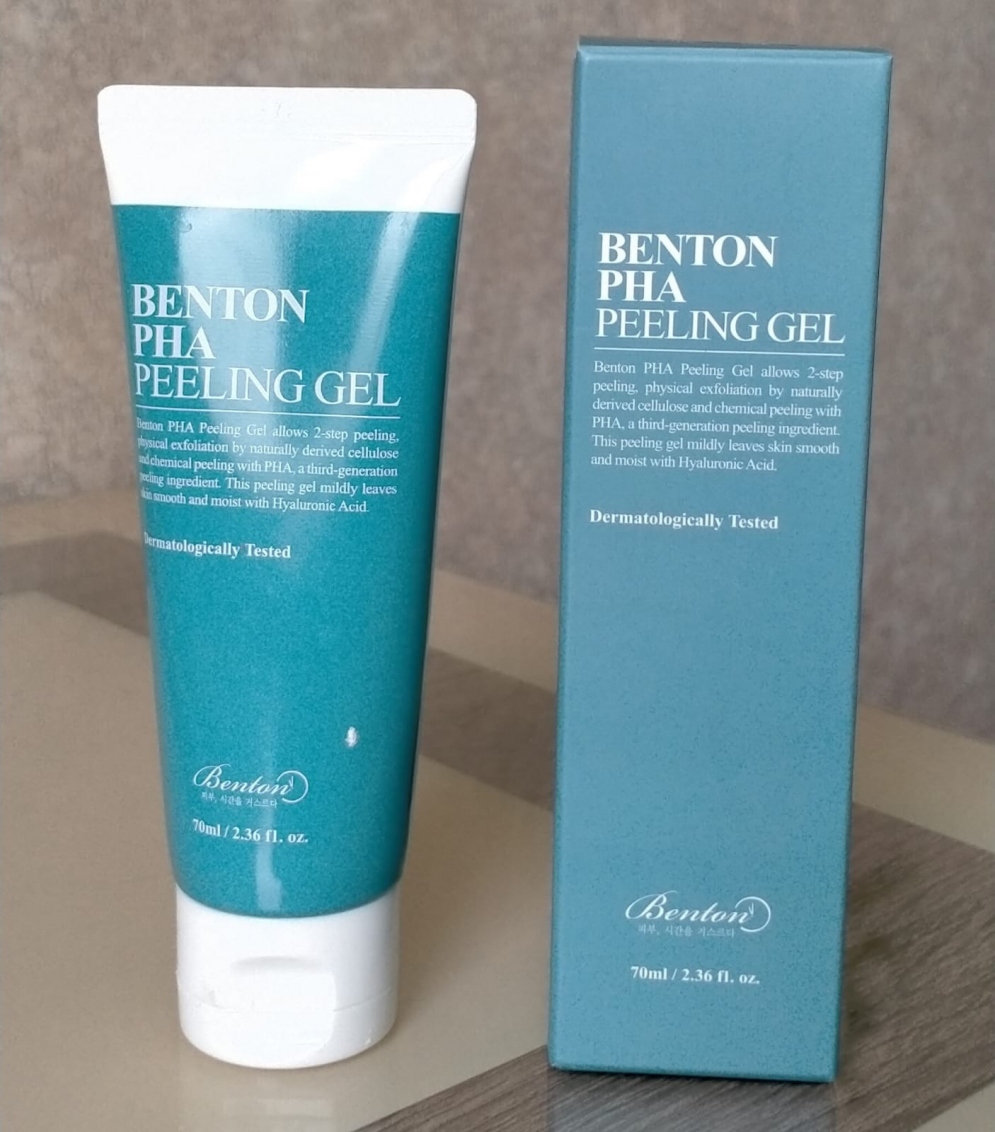 BENTON
PHA
PEELING GEL
Benton PHA Peeling Gel allows 2-step peeling,
physical exfoliation by naturally derived cellulose
and chemical peeling with PHA, a third-generation
peeling ingredient. This peeling gel mildly leaves
skin smooth and moist with Hyaluronic Acid.
Dermatologically Tested
Benton
피부, 시간을 거스르다
70ml / 2.36 fl. oz.
BENTON
PHA
PEELING GEL
Benton PHA Peeling Gel allows 2-step
peeling, physical exfoliation by naturally
derived cellulose and chemical peeling with
PHA, a third-generation peeling ingredient.
This peeling gel mildly leaves skin smooth
and moist with Hyaluronic Acid.
Dermatologically Tested
Benton
피부, 시간을 거스르다
70ml / 2.36 fl. oz.